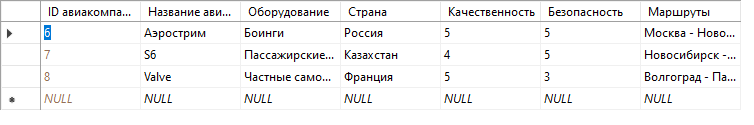 ID авиакомпа... Название ави... Оборудование Страна Качественность Безопасность Маршруты
6 Аэрострим Боинги Россия 5 5 Москва - Ново...
7 S6 Пассажирские... Казахстан 4 5 Новосибирск -...
8 Valve Частные само... Франция 5 3 Волгоград - Па...
NULL NULL NULL NULL NULL NULL NULL